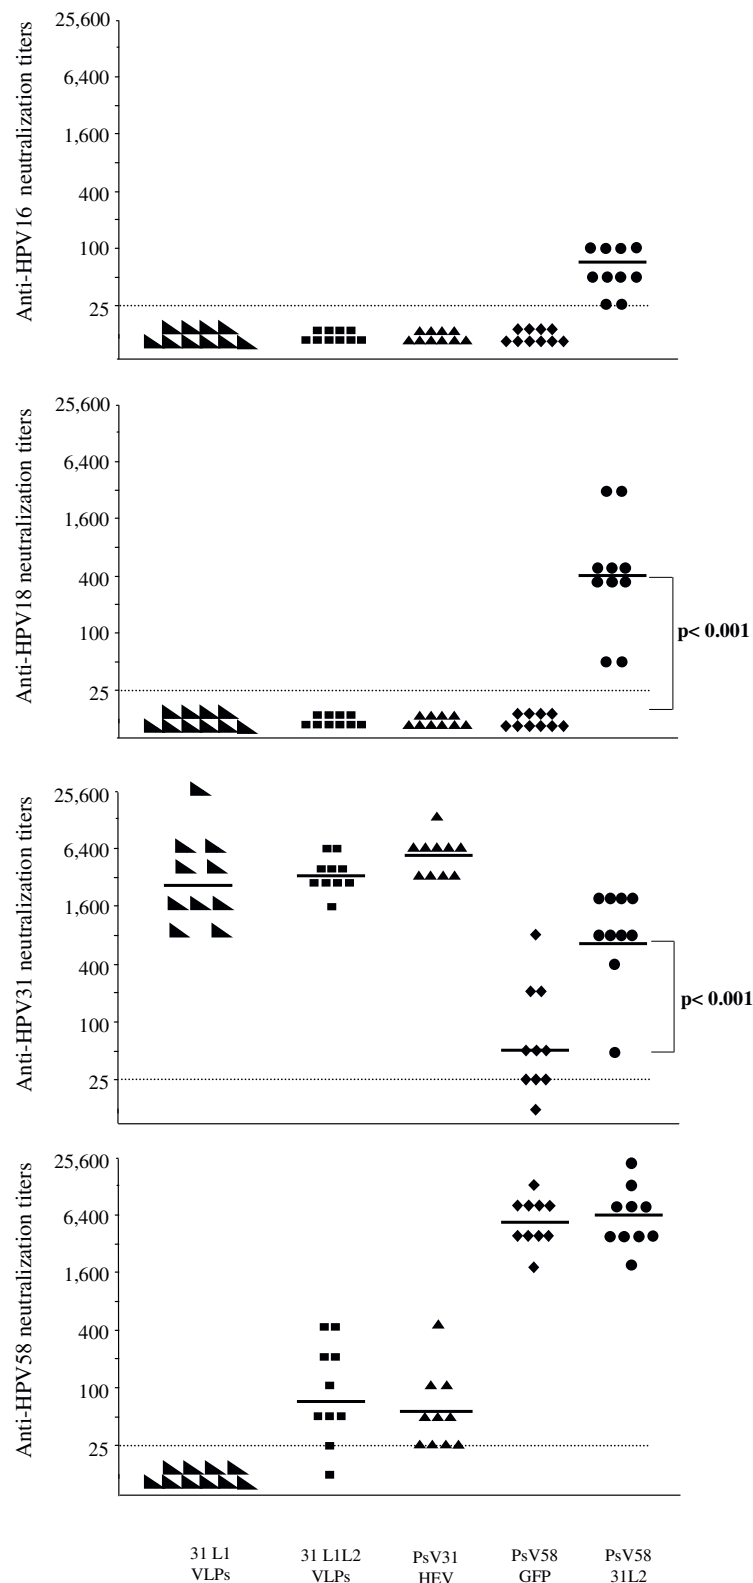 Anti-HPV16 neutralization titers
25,600
6,400
1,600
400
100
25
Anti-HPV18 neutralization titers
25,600
6,400
1,600
400
100
25
p< 0.001
Anti-HPV31 neutralization titers
25,600
6,400
1,600
400
100
25
p< 0.001
Anti-HPV58 neutralization titers
25,600
6,400
1,600
400
100
25
31 L1
VLPs
31 L1L2
VLPs
PsV31
HEV
PsV58
GFP
PsV58
31L2